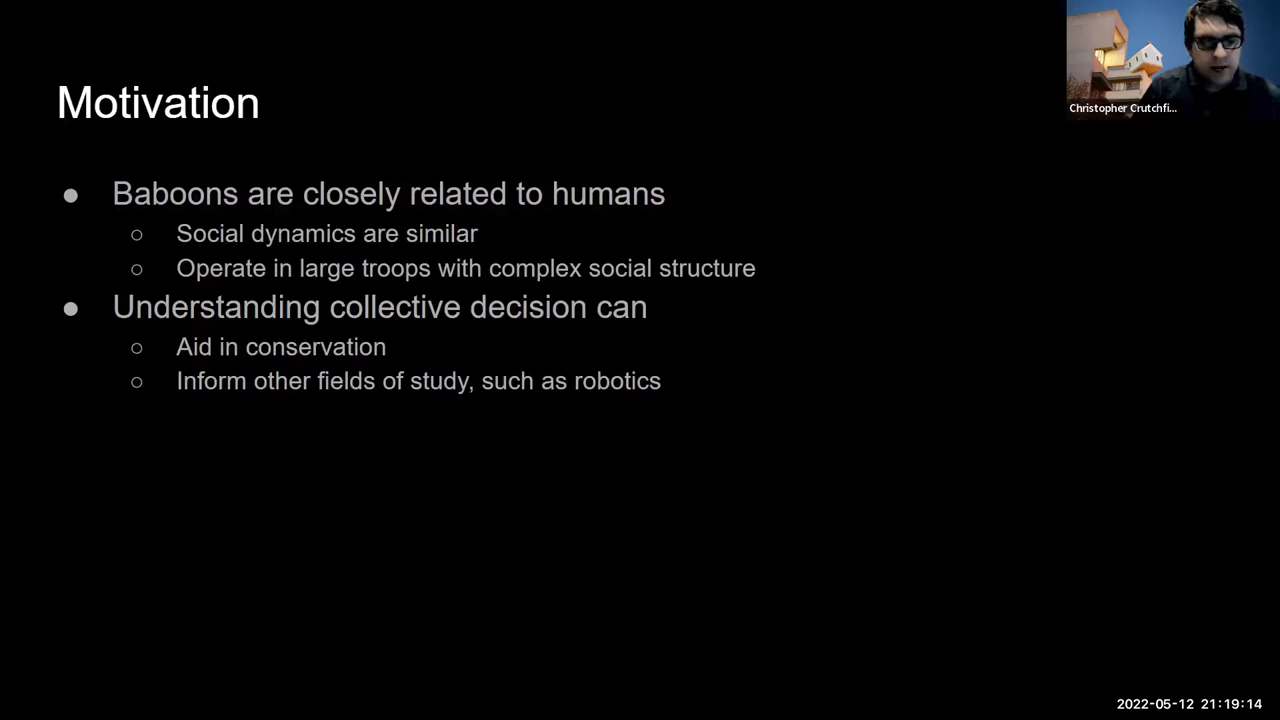 Christopher Crutchfi...
Motivation
● Baboons are closely related to humans
○ Social dynamics are similar
○ Operate in large troops with complex social structure
● Understanding collective decision can
○ Aid in conservation
○ Inform other fields of study, such as robotics
2022-05-12 21:19:14